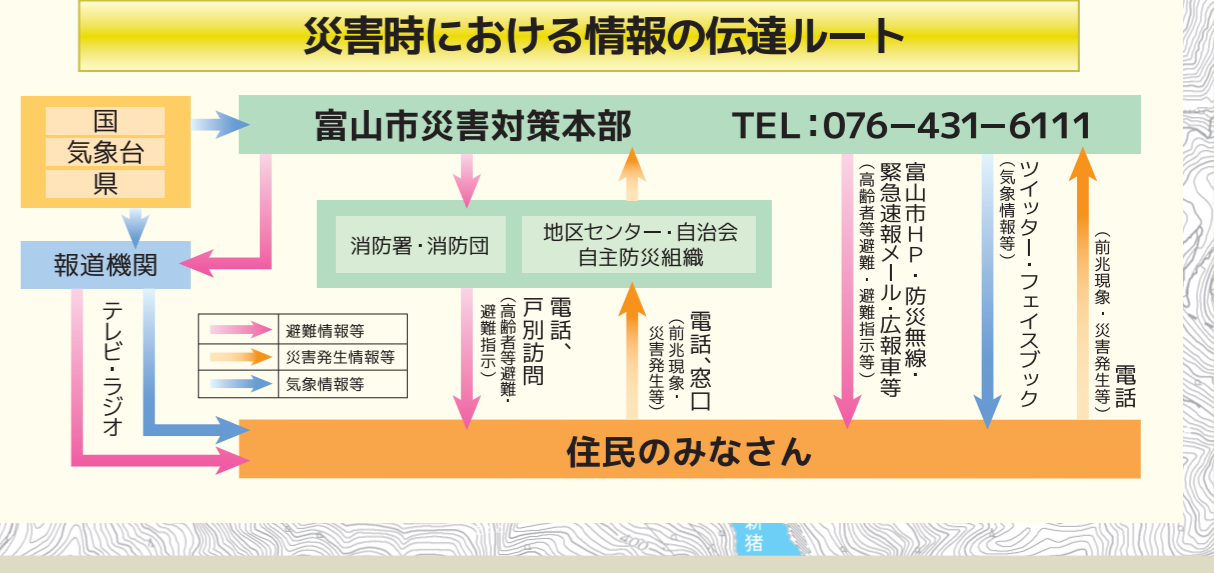 災害時における情報の伝達ルート
国
気象台
県
富山市災害対策本部
TEL:076-431-6111
報道機関
消防署・消防団
地区センター・自治会
自主防災組織
テレビ・ラジオ
避難情報等
災害発生情報等
気象情報等
電話、
戸別訪問
(高齢者等避難・
避難指示)
電話、窓口
(前兆現象・
災害発生等)
富山市HP・防災無線・
緊急速報メール・広報車等
(高齢者等避難・避難指示等)
ツイッター・フェイスブック
(気象情報等)
電話
(前兆現象・災害発生等)
住民のみなさん
400
新
猪